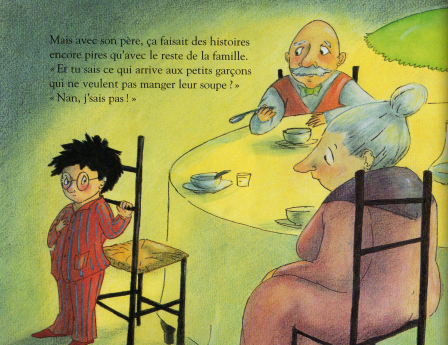 Mais avec son père, ça faisait des histoires
encore pires qu'avec le reste de la famille.
« Et tu sais ce qui arrive aux petits garçons
qui ne veulent pas manger leur soupe ? »
« Nan, j'sais pas ! »